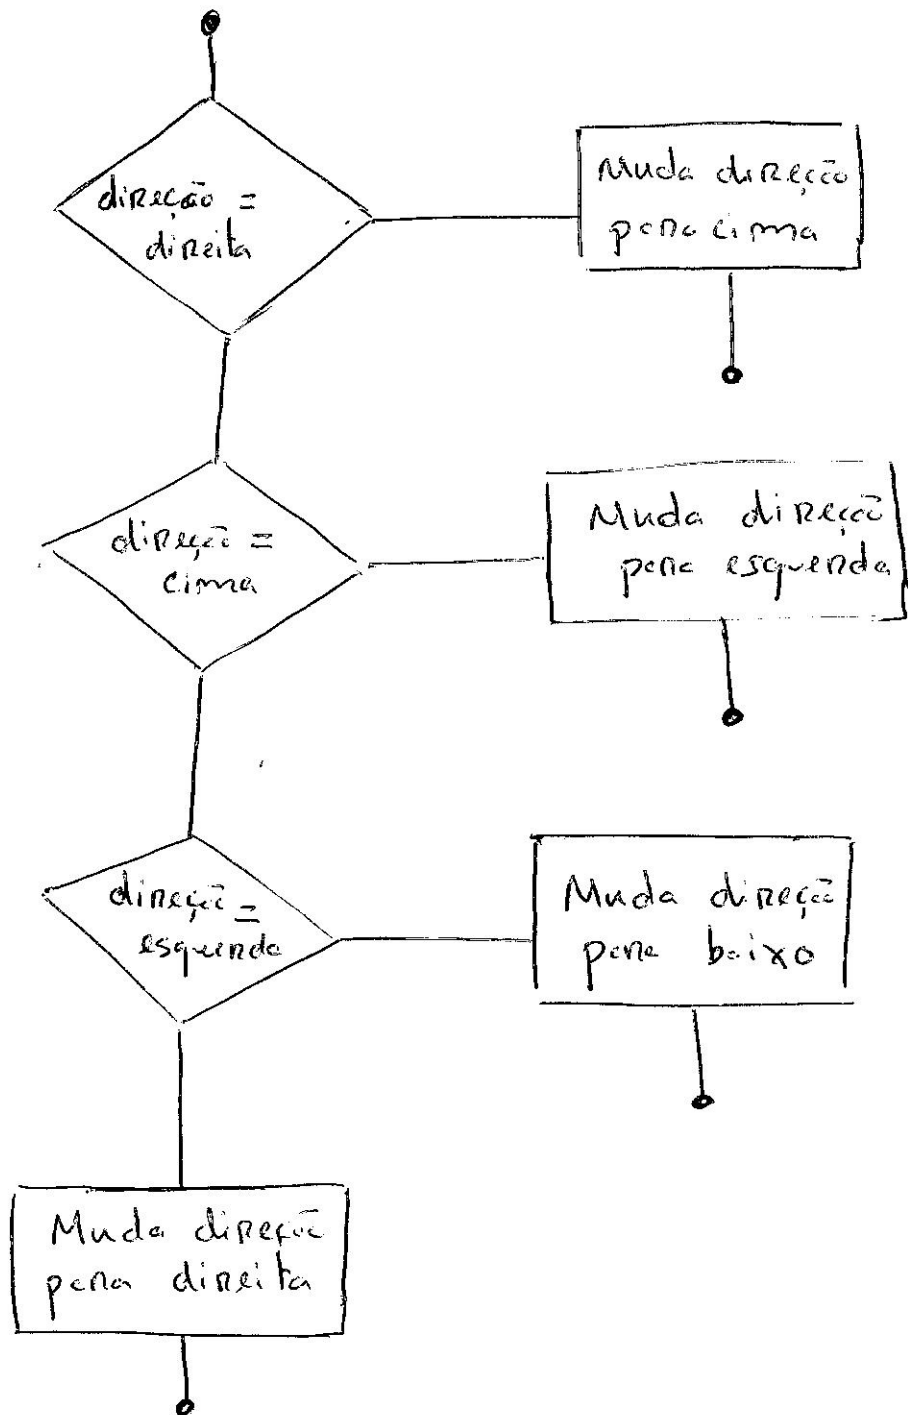 direção =
direita
Muda direção
para cima
direção =
cima
Muda direção
para esquerda
direção =
esquerda
Muda direção
para baixo
Muda direção
para direita